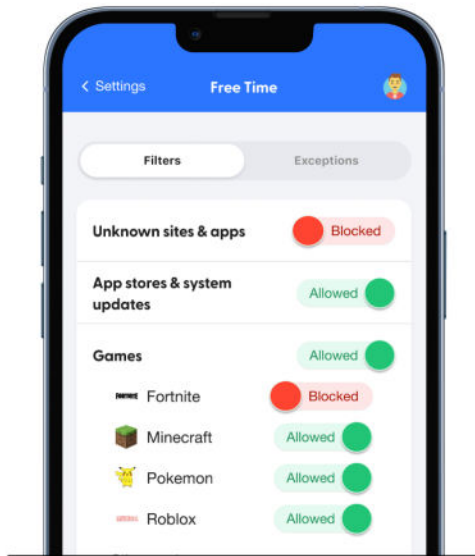 Settings
Free Time
Filters
Exceptions
Unknown sites & apps
Blocked
App stores & system
updates
Allowed
Games
Allowed
Fortnite
Blocked
Minecraft
Allowed
Pokemon
Allowed
Roblox
Allowed